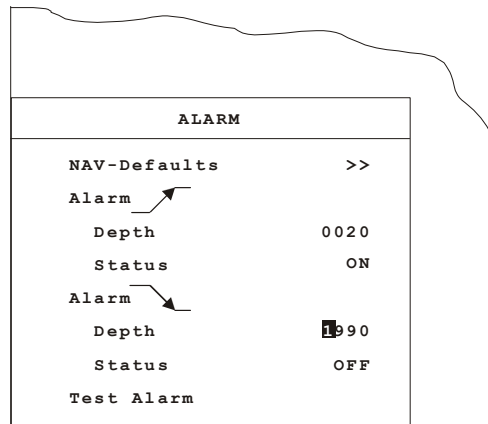 ALARM
NAV-Defaults >>
Alarm
Depth 0020
Status ON
Alarm
Depth 1990
Status OFF
Test Alarm